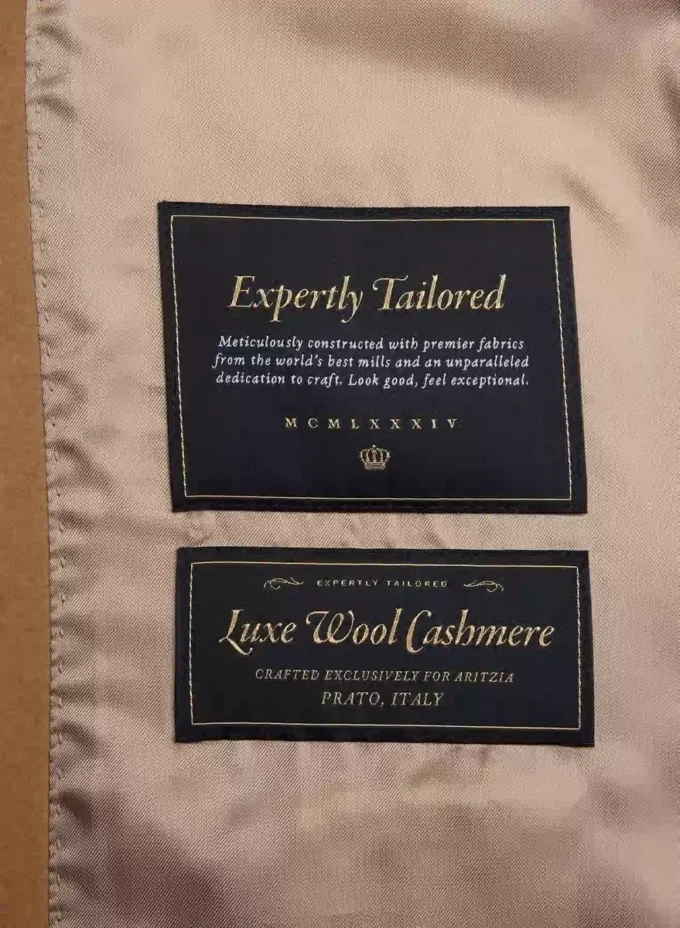 Expertly Tailored
Meticulously constructed with premier fabrics
from the world's best mills and an unparalleled
dedication to craft. Look good, feel exceptional.
MCMLXXXIV
EXPERTLY TAILORED
Luxe Wool Cashmere
CRAFTED EXCLUSIVELY FOR ARITZIA
PRATO, ITALY